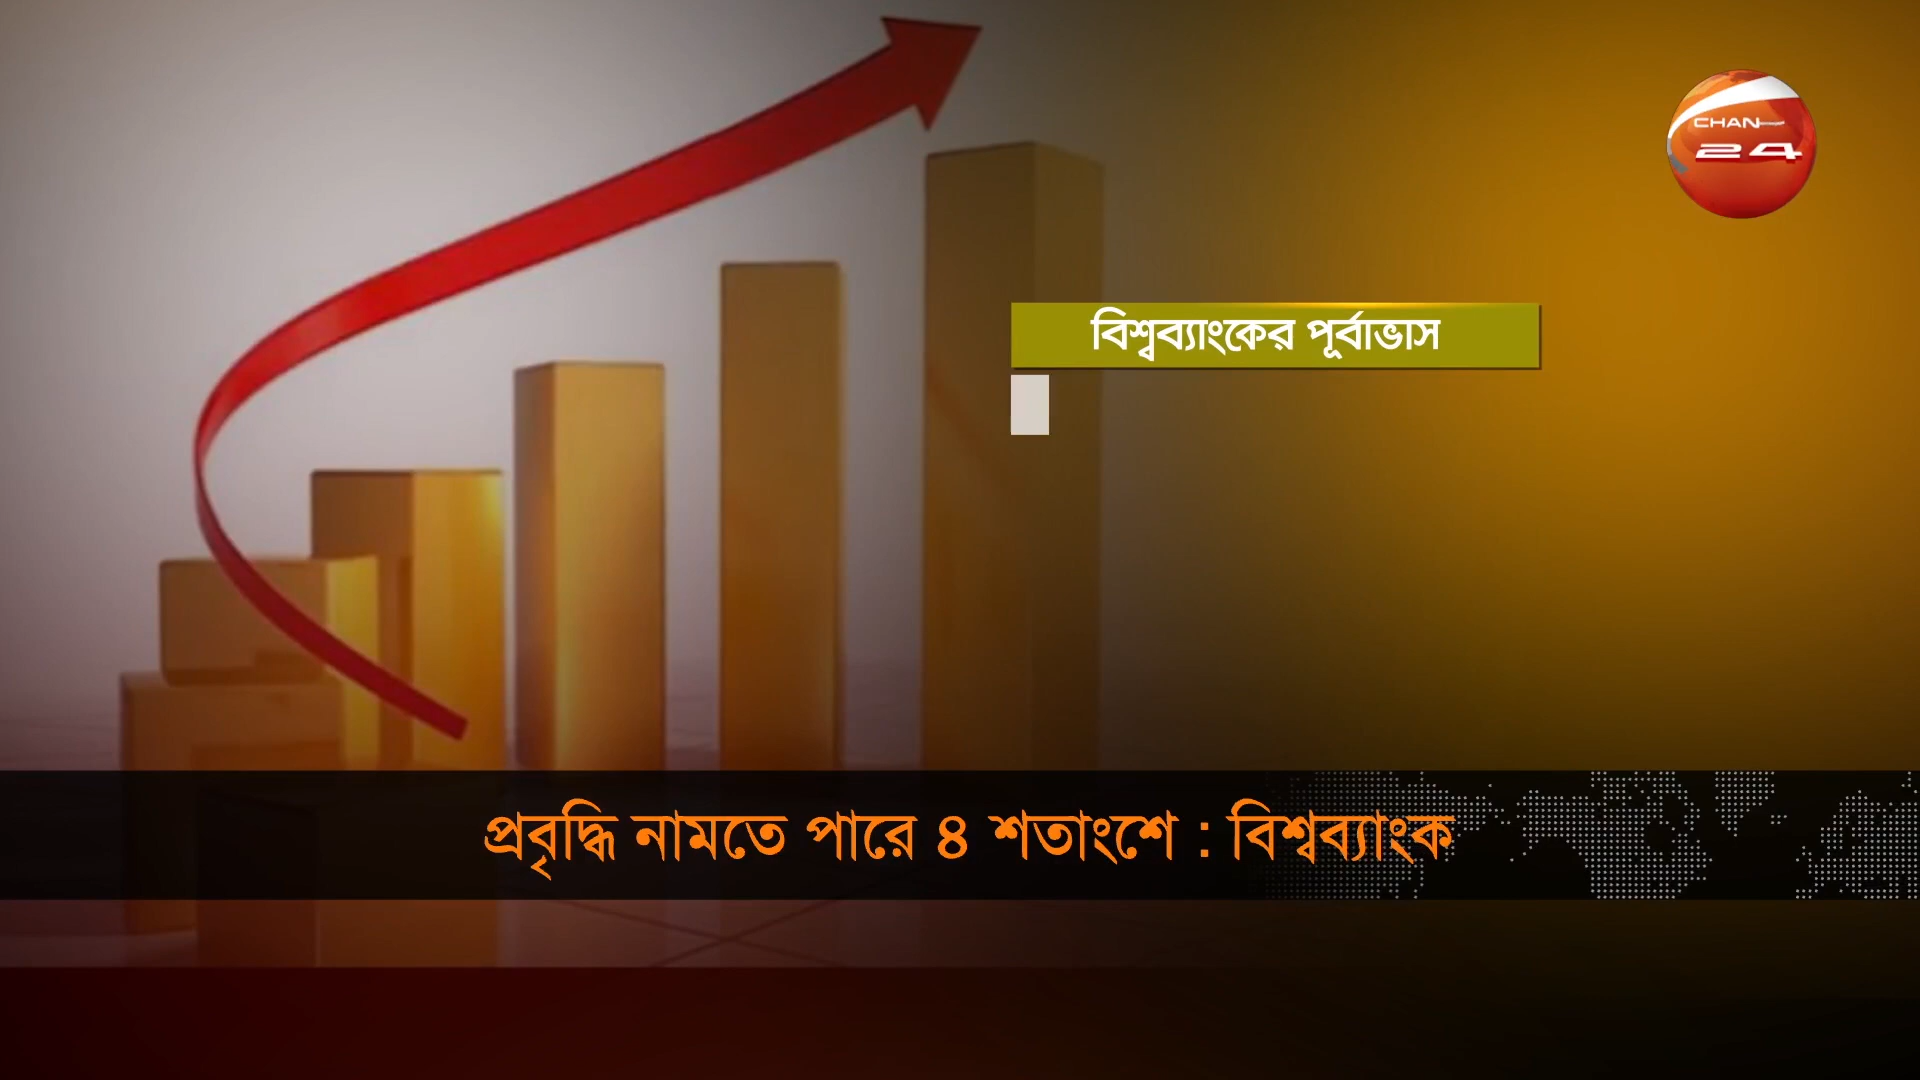 CHAN
24
বিশ্বব্যাংকের পূর্বাভাস
প্রবৃদ্ধি নামতে পারে ৪ শতাংশে : বিশ্বব্যাংক